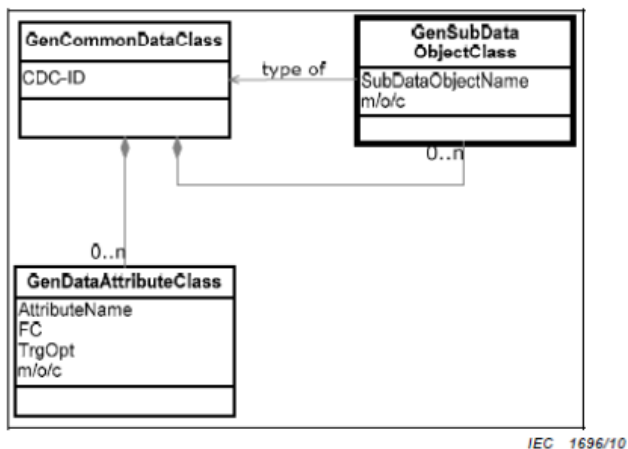 GenCommonDataClass
CDC-ID
type of
GenSubData
ObjectClass
SubDataObjectName
m/o/c
0..n
0..n
GenDataAttributeClass
AttributeName
FC
TrgOpt
m/o/c
IEC 1696/10